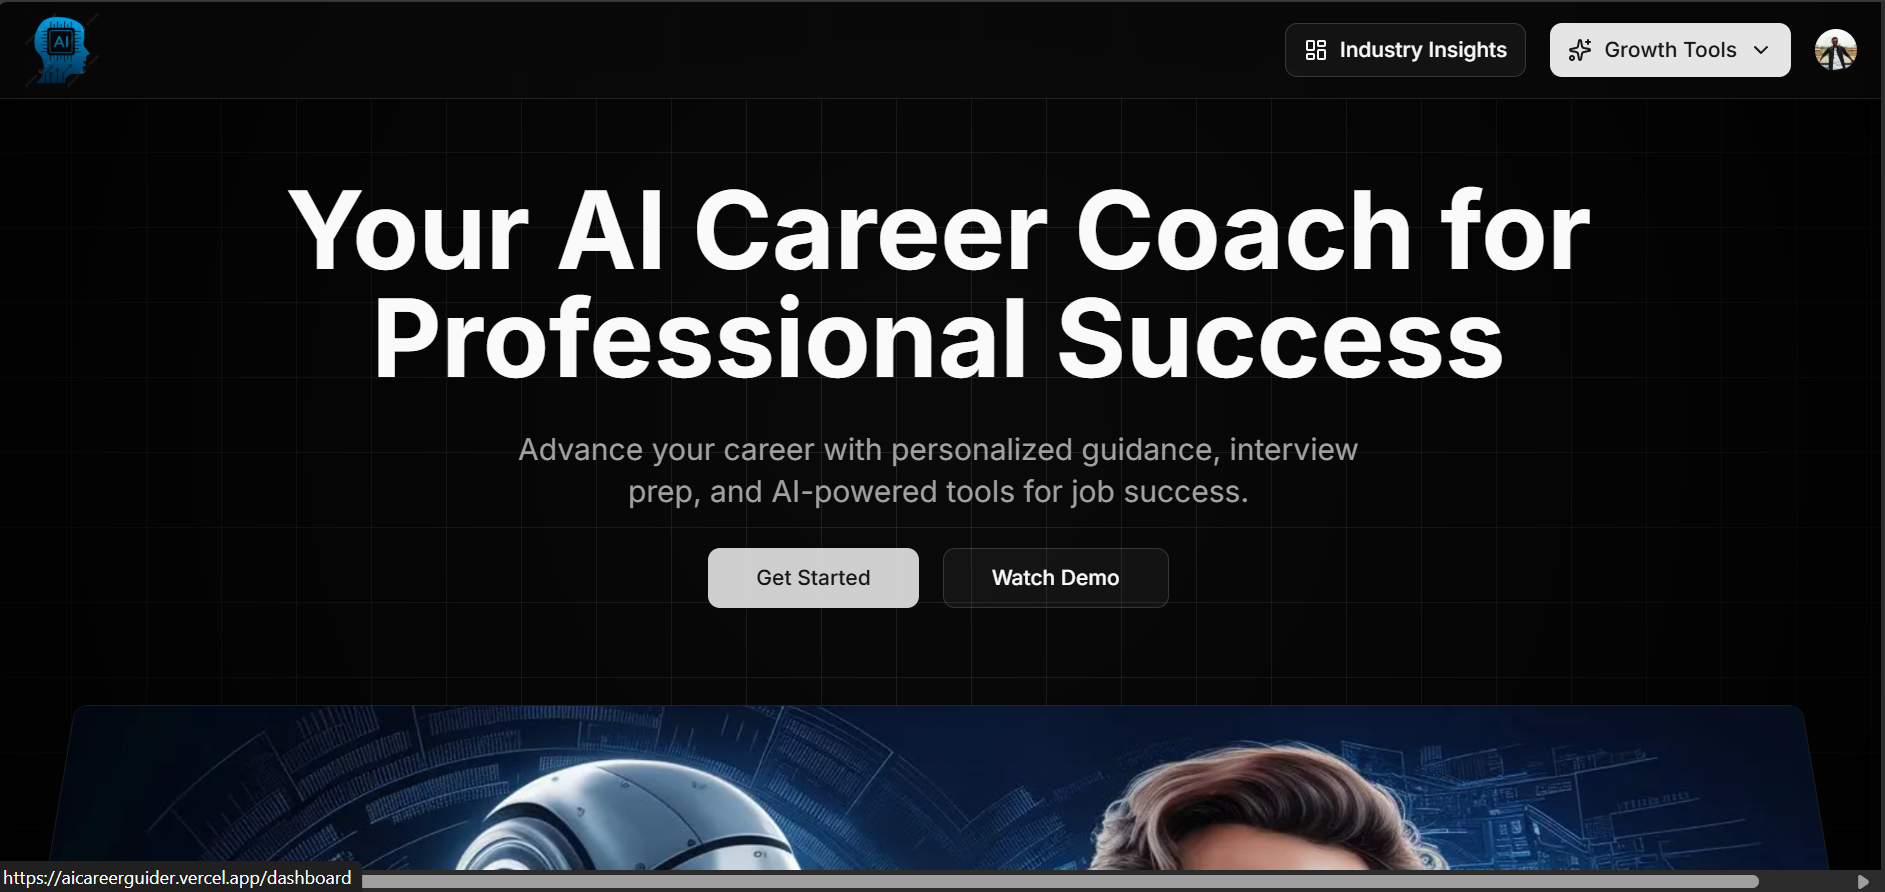 AI
Industry Insights
Growth Tools
Your AI Career Coach for
Professional Success
Advance your career with personalized guidance, interview
prep, and AI-powered tools for job success.
Get Started
Watch Demo
https://aicareerguider.vercel.app/dashboard